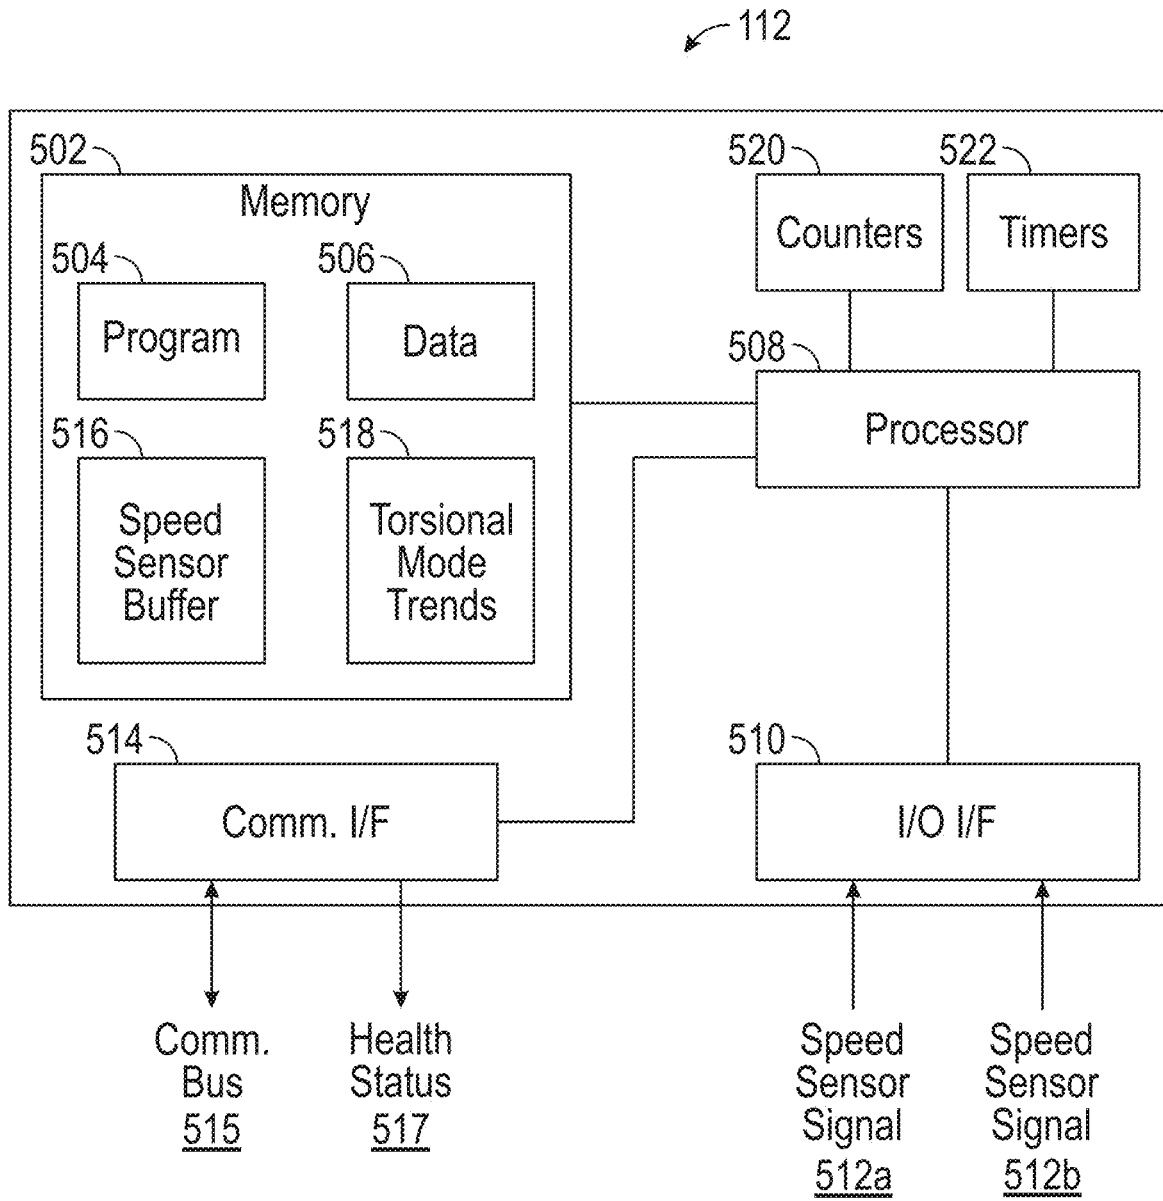 112
502
Memory
504
Program
506
Data
516
Speed
Sensor
Buffer
518
Torsional
Mode
Trends
520
Counters
522
Timers
508
Processor
514
Comm. I/F
510
I/O I/F
Comm.
Bus
515
Health
Status
517
Speed
Sensor
Signal
512a
Speed
Sensor
Signal
512b